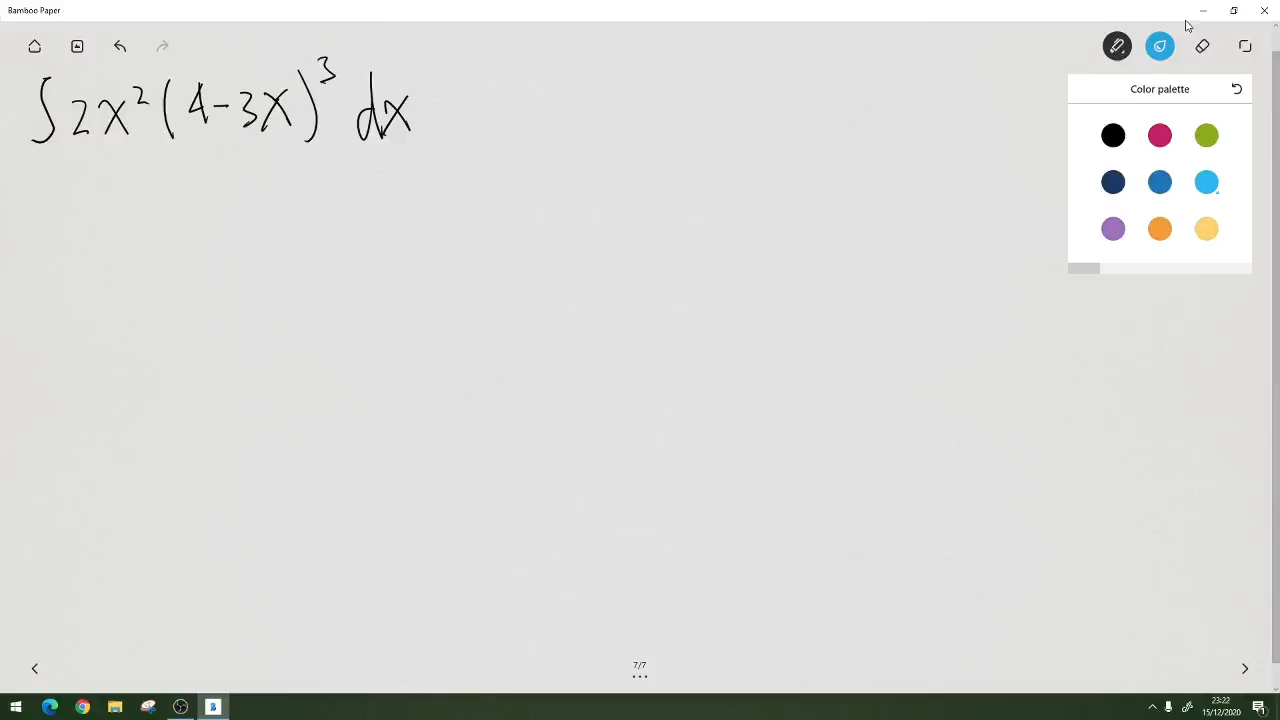 Bamboo Paper
∫ 2x² (4-3x)³ dx
Color palette
7/7
23:22
15/12/2020